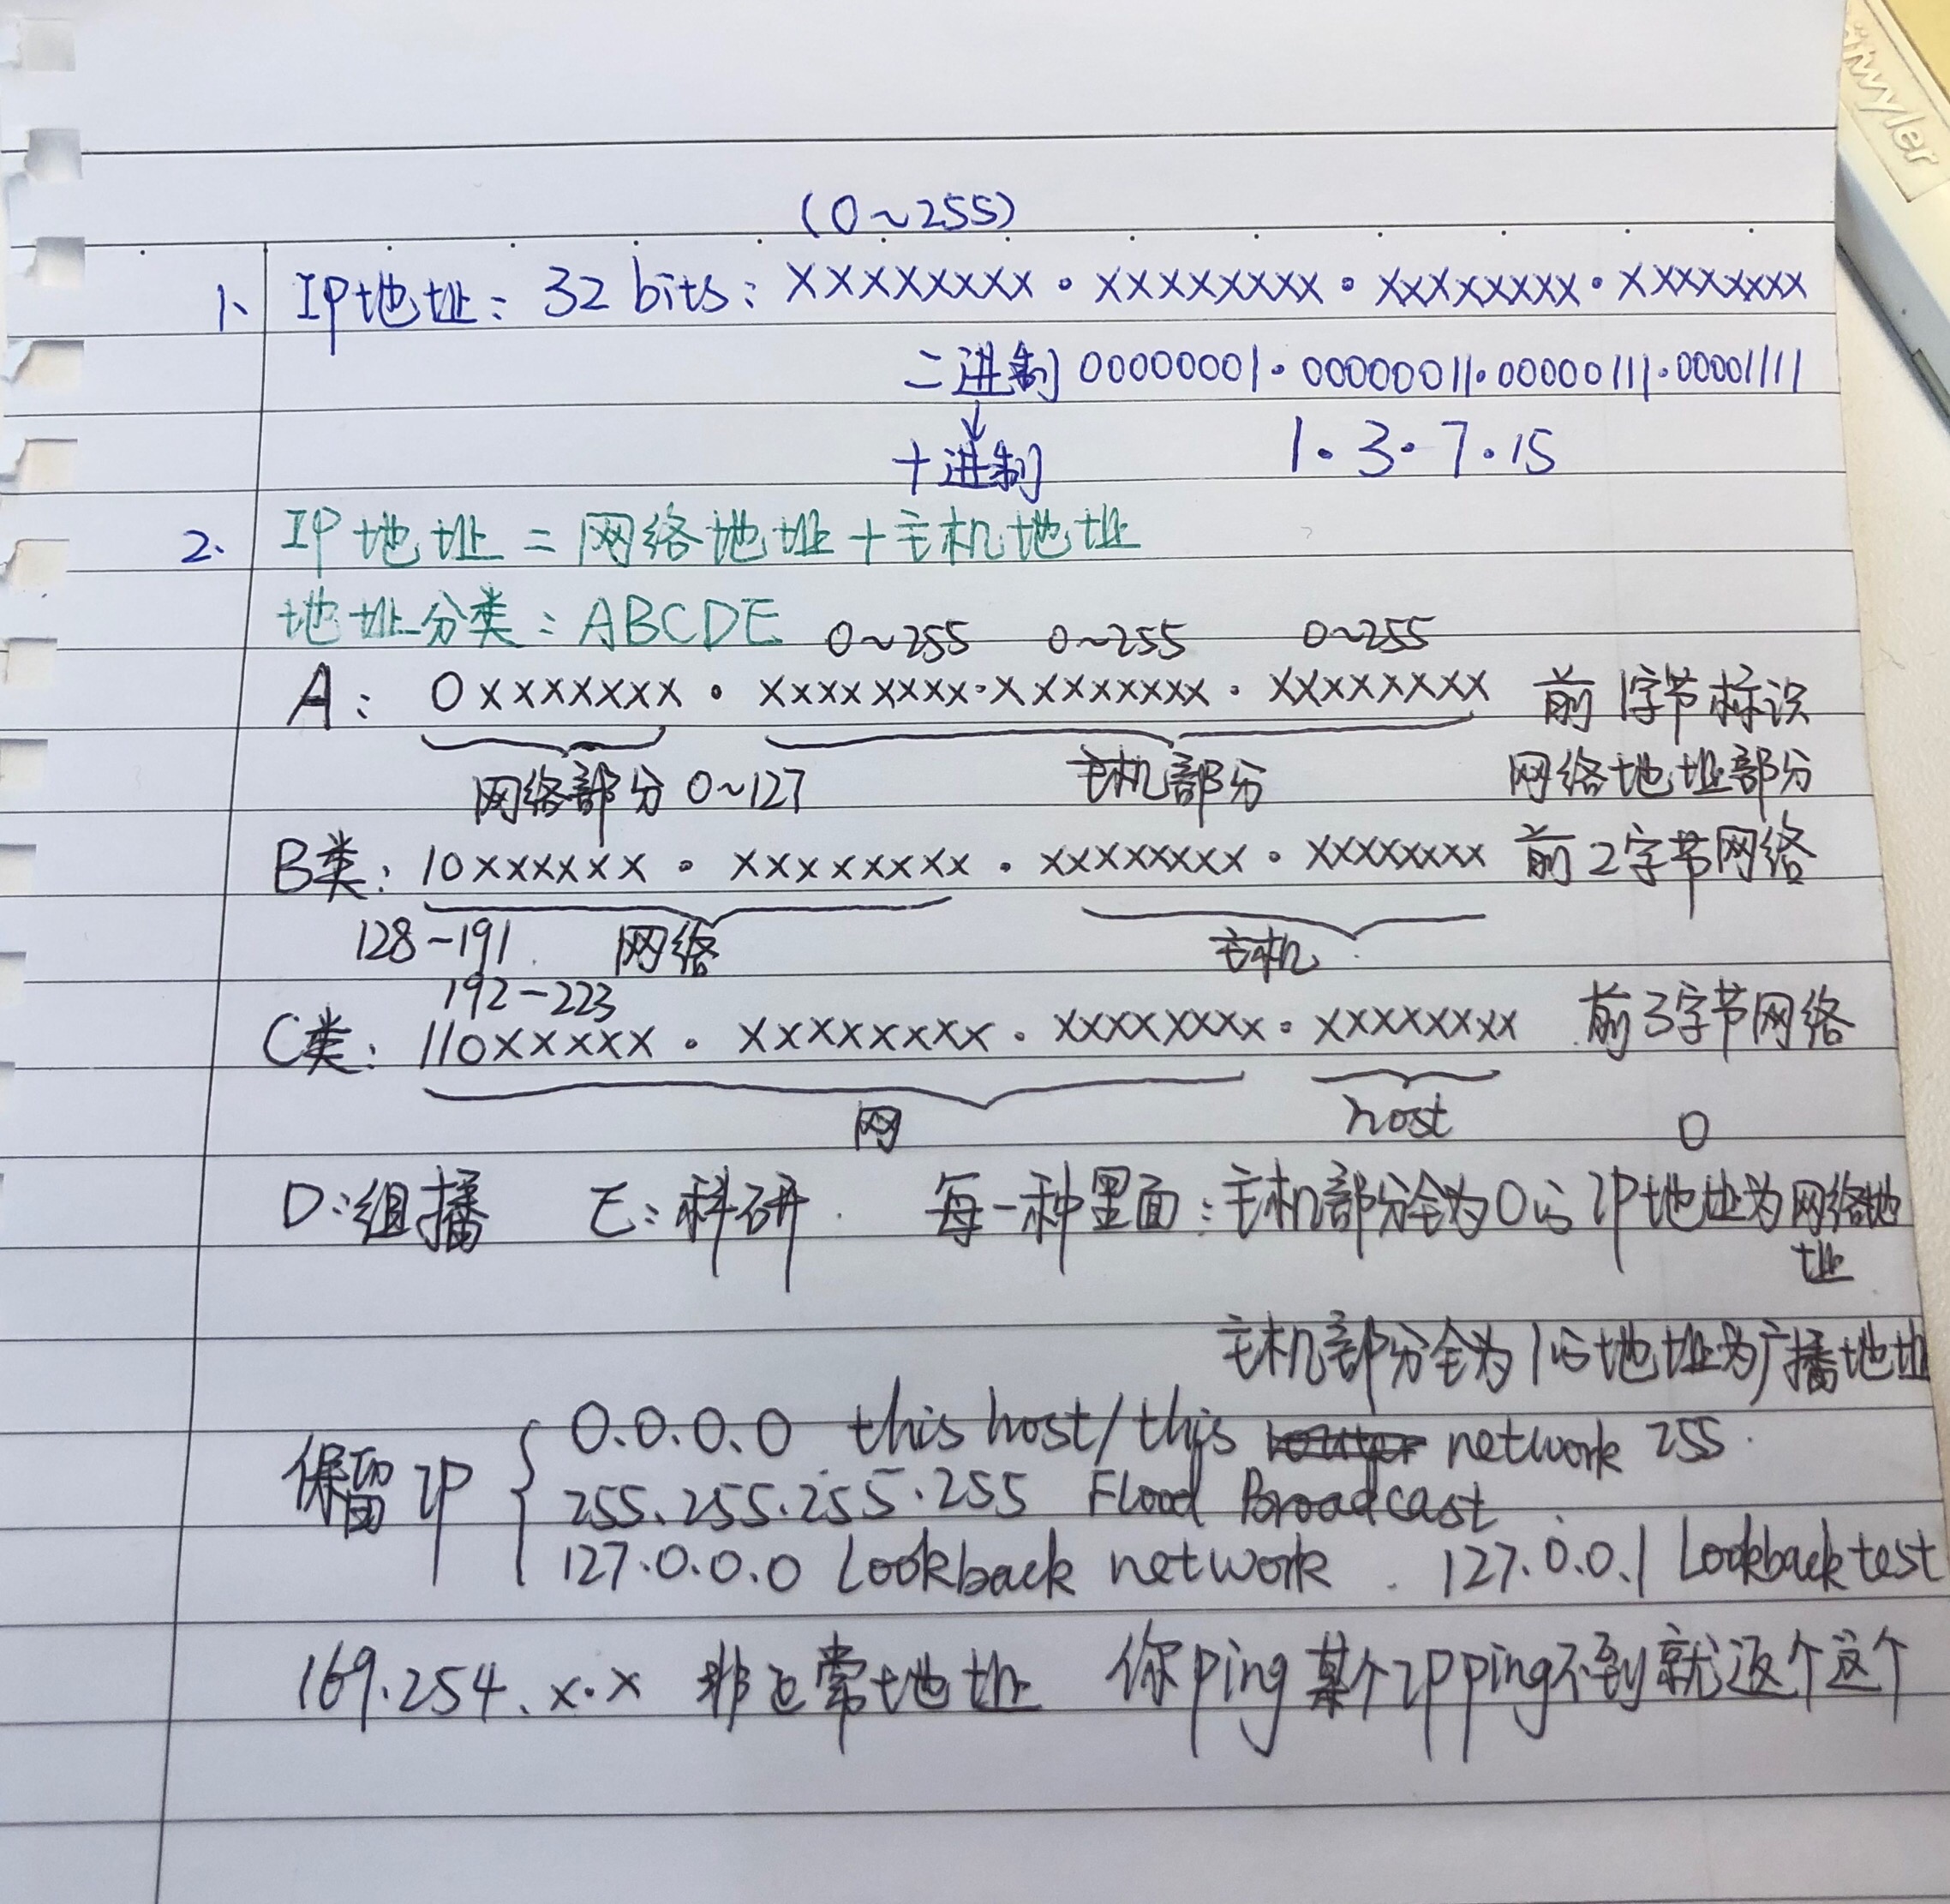 (0~255)
1、 IP地址: 32 bits: XXXXXXXX·XXXXXXXX·XXXXXXXX·XXXXXXXX
二进制 00000001·00000011·00000111·00001111
↓
十进制 1·3·7·15
2. IP地址=网络地址+主机地址
地址分类:ABCDE 0~255 0~255 0~255
A: 0xxxxxxx·xxxxxxxx·xxxxxxxx·xxxxxxxx 前1字节标识
网络部分 0~127 主机部分 网络地址部分
B类: 10xxxxxx·xxxxxxxx·xxxxxxxx·xxxxxxxx 前2字节网络
128-191 网络 主机
192-223
C类: 110xxxxx·xxxxxxxx·xxxxxxxx·xxxxxxxx 前3字节网络
网 host 0
D:组播 E:科研 每一种里面:主机部分全为0的IP地址为网络地
址
主机部分全为1的地址为广播地址
0.0.0.0 this host/this network 255
保留IP 255.255.255.255 Flood Broadcast
127.0.0.0 Lookback network 127.0.0.1 Lookback test
169.254.x.x 非正常地址 你ping某个IP ping不到就返个这个